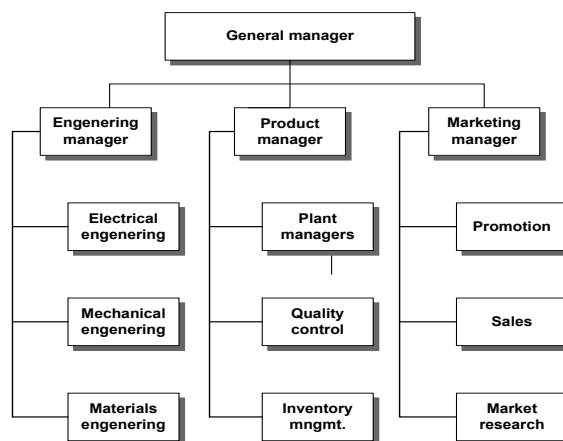 General manager
Engenering
manager
Product
manager
Marketing
manager
Electrical
engenering
Plant
managers
Promotion
Mechanical
engenering
Quality
control
Sales
Materials
engenering
Inventory
mngmt.
Market
research